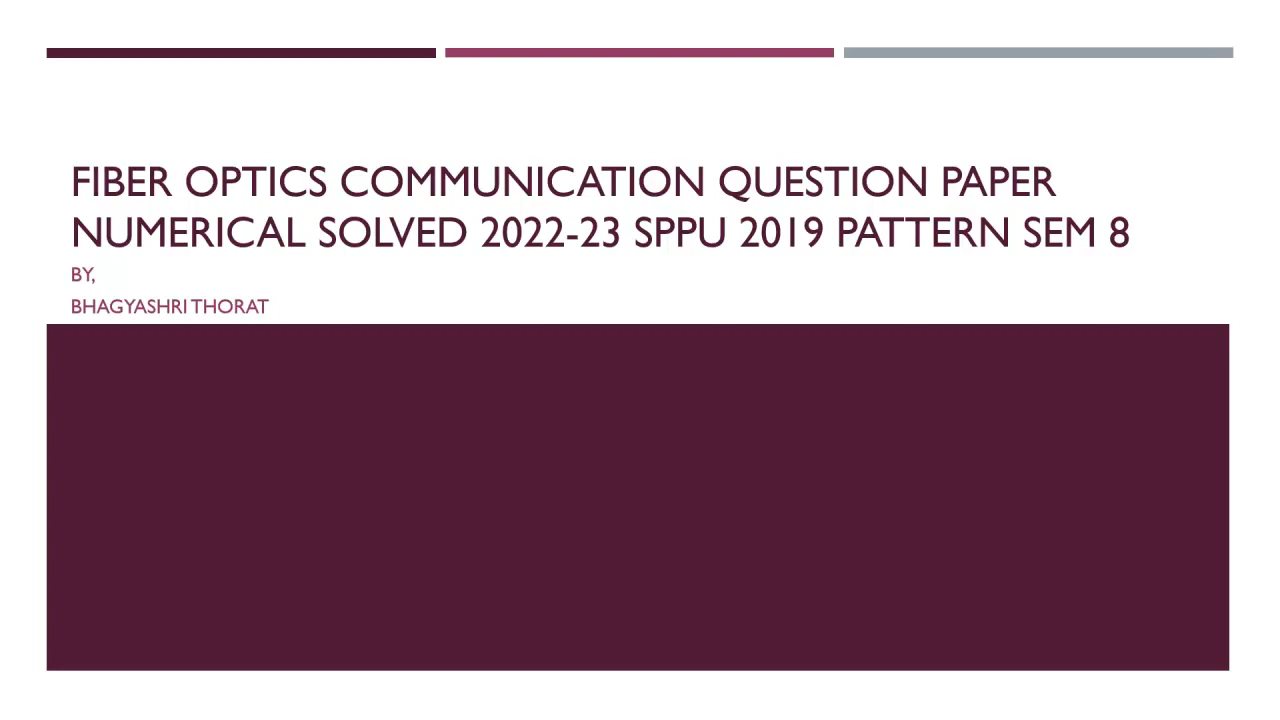 FIBER OPTICS COMMUNICATION QUESTION PAPER
NUMERICAL SOLVED 2022-23 SPPU 2019 PATTERN SEM 8
BY,
BHAGYASHRI THORAT